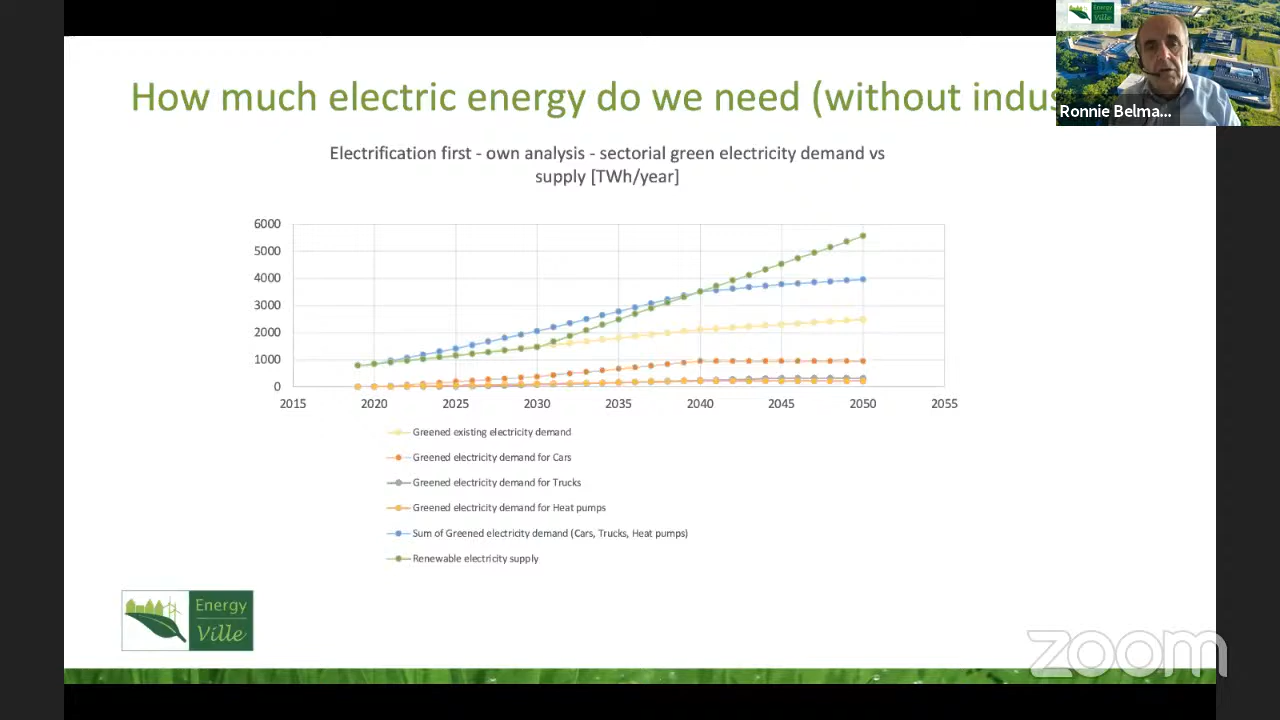 Energy
Ville
Ronnie Belma...
How much electric energy do we need (without indus
Electrification first - own analysis - sectorial green electricity demand vs
supply [TWh/year]
6000
5000
4000
3000
2000
1000
0
2015 2020 2025 2030 2035 2040 2045 2050 2055
Greened existing electricity demand
Greened electricity demand for Cars
Greened electricity demand for Trucks
Greened electricity demand for Heat pumps
Sum of Greened electricity demand (Cars, Trucks, Heat pumps)
Renewable electricity supply
Energy
Ville
zoom